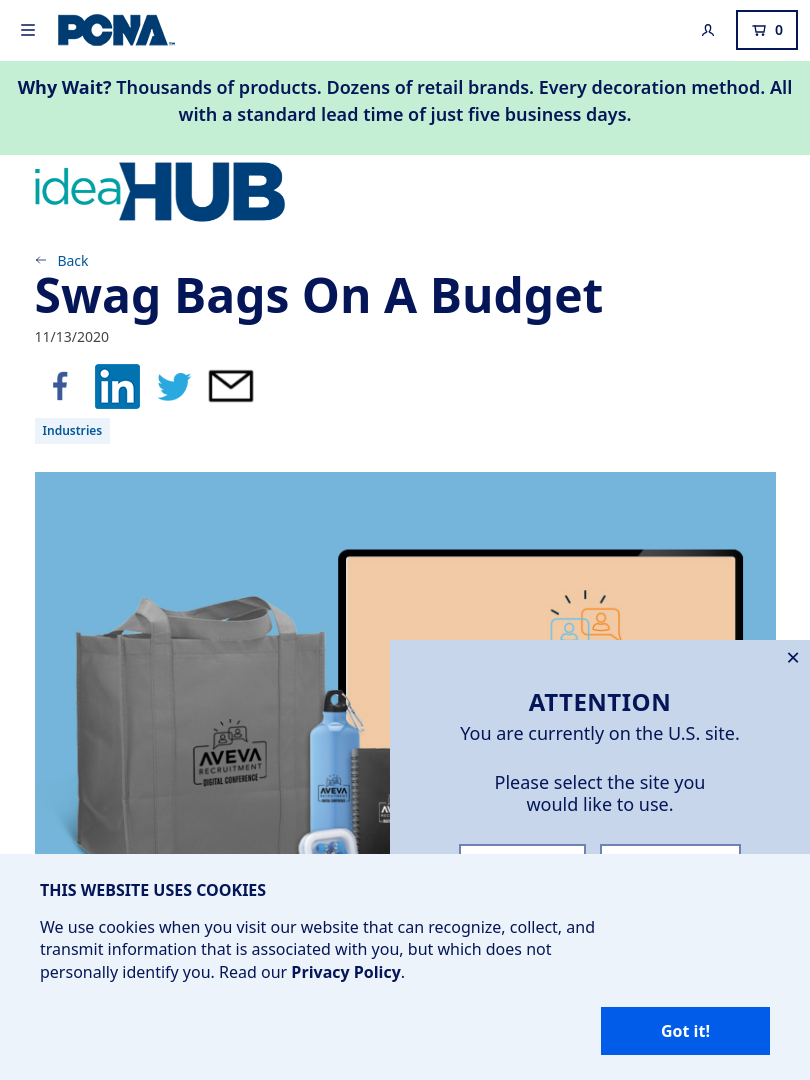 PCNA
0
Why Wait? Thousands of products. Dozens of retail brands. Every decoration method. All
with a standard lead time of just five business days.
ideaHUB
Back
Swag Bags On A Budget
11/13/2020
Industries
AVEVA
RECRUITMENT
DIGITAL CONFERENCE
AVEVA
ATTENTION
You are currently on the U.S. site.
Please select the site you
would like to use.
THIS WEBSITE USES COOKIES
We use cookies when you visit our website that can recognize, collect, and
transmit information that is associated with you, but which does not
personally identify you. Read our Privacy Policy.
Got it!